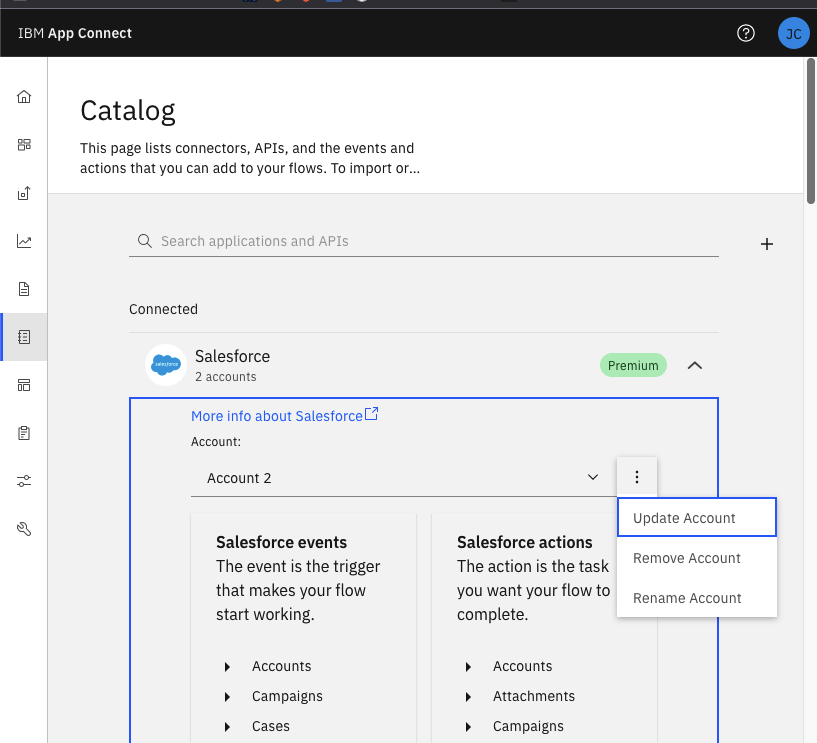 IBM App Connect
JC
Catalog
This page lists connectors, APIs, and the events and
actions that you can add to your flows. To import or...
Search applications and APIs
Connected
salesforce
Salesforce
2 accounts
Premium
More info about Salesforce
Account:
Account 2
Update Account
Remove Account
Rename Account
Salesforce events
The event is the trigger
that makes your flow
start working.
Accounts
Campaigns
Cases
Salesforce actions
The action is the task
you want your flow to
complete.
Accounts
Attachments
Campaigns